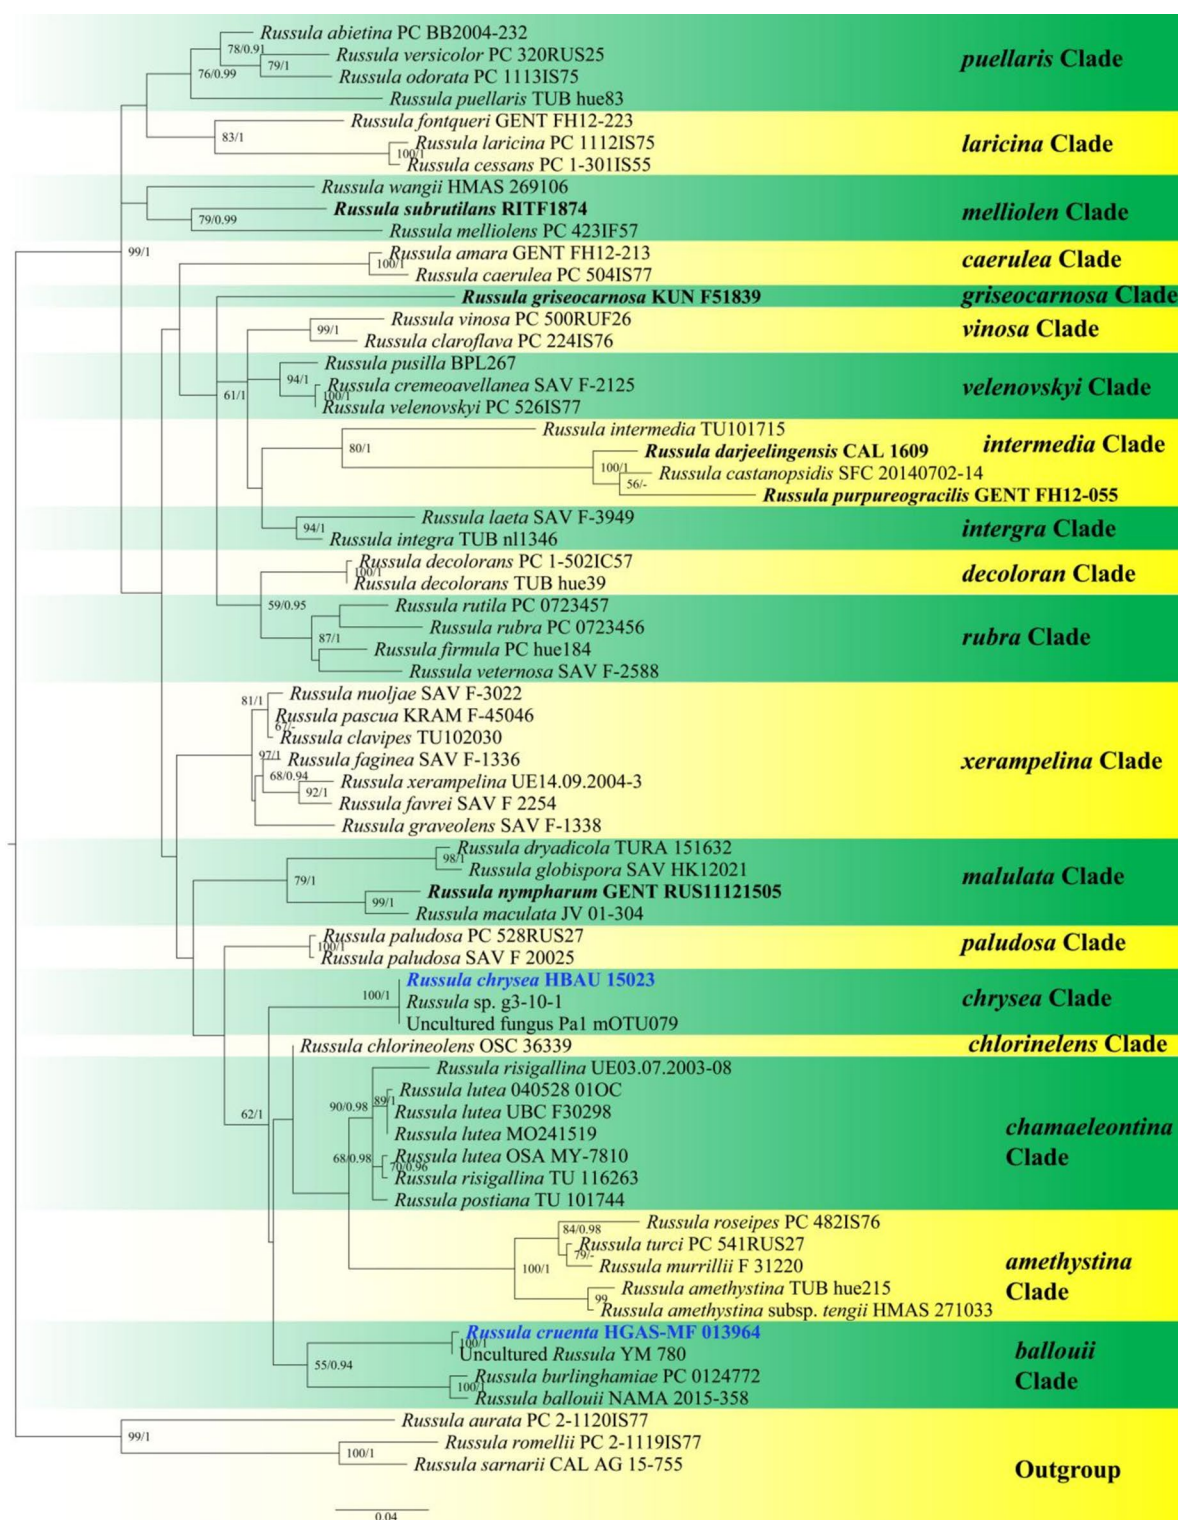 Russula abietina PC BB2004-232
78/0.91
Russula versicolor PC 320RUS25
puellaris Clade
79/1
76/0.99
Russula odorata PC 1113IS75
Russula puellaris TUB hue83
Russula fontqueri GENT FH12-223
83/1
Russula laricina PC 1112IS75
laricina Clade
100/1
Russula cessans PC 1-301IS55
Russula wangii HMAS 269106
Russula subrutilans RITF1874
melliolen Clade
79/0.99
Russula melliolens PC 423IF57
99/1
Russula amara GENT FH12-213
caerulea Clade
100/1
Russula caerulea PC 504IS77
Russula griseocarnosa KUN F51839
griseocarnosa Clade
Russula vinosa PC 500RUF26
vinosa Clade
99/1
Russula claroflava PC 224IS76
Russula pusilla BPL267
94/1
Russula cremeoavellanea SAV F-2125
velenovskyi Clade
61/1
100/1
Russula velenovskyi PC 526IS77
Russula intermedia TU101715
intermedia Clade
80/1
Russula darjeelingensis CAL 1609
100/1
Russula castanopsidis SFC 20140702-14
56/-
Russula purpureogracilis GENT FH12-055
Russula laeta SAV F-3949
94/1
intergra Clade
Russula integra TUB nl1346
Russula decolorans PC 1-502IC57
100/1
decoloran Clade
Russula decolorans TUB hue39
59/0.95
Russula rutila PC 0723457
Russula rubra PC 0723456
87/1
rubra Clade
Russula firmula PC hue184
Russula veternosa SAV F-2588
Russula nuoljae SAV F-3022
81/1
Russula pascua KRAM F-45046
67/-
Russula clavipes TU102030
97/1
Russula faginea SAV F-1336
xerampelina Clade
68/0.94
Russula xerampelina UE14.09.2004-3
92/1
Russula favrei SAV F 2254
Russula graveolens SAV F-1338
Russula dryadicola TURA 151632
98/1
Russula globispora SAV HK12021
malulata Clade
79/1
Russula nympharum GENT RUS11121505
99/1
Russula maculata JV 01-304
Russula paludosa PC 528RUS27
100/1
paludosa Clade
Russula paludosa SAV F 20025
Russula chrysea HBAU 15023
100/1
Russula sp. g3-10-1
chrysea Clade
Uncultured fungus Pa1 mOTU079
Russula chlorineolens OSC 36339
chlorinelens Clade
Russula risigallina UE03.07.2003-08
Russula lutea 040528 01OC
89/1
90/0.98
Russula lutea UBC F30298
62/1
chamaeleontina
Russula lutea MO241519
Clade
68/0.98
Russula lutea OSA MY-7810
70/0.96
Russula risigallina TU 116263
Russula postiana TU 101744
Russula roseipes PC 482IS76
84/0.98
Russula turci PC 541RUS27
79/-
amethystina
Russula murrillii F 31220
100/1
Clade
Russula amethystina TUB hue215
99
Russula amethystina subsp. tengii HMAS 271033
Russula cruenta HGAS-MF 013964
100/1
ballouii
Uncultured Russula YM 780
55/0.94
Clade
Russula burlinghamiae PC 0124772
100/1
Russula ballouii NAMA 2015-358
Russula aurata PC 2-1120IS77
99/1
Russula romellii PC 2-1119IS77
100/1
Russula sarnarii CAL AG 15-755
Outgroup
0.04